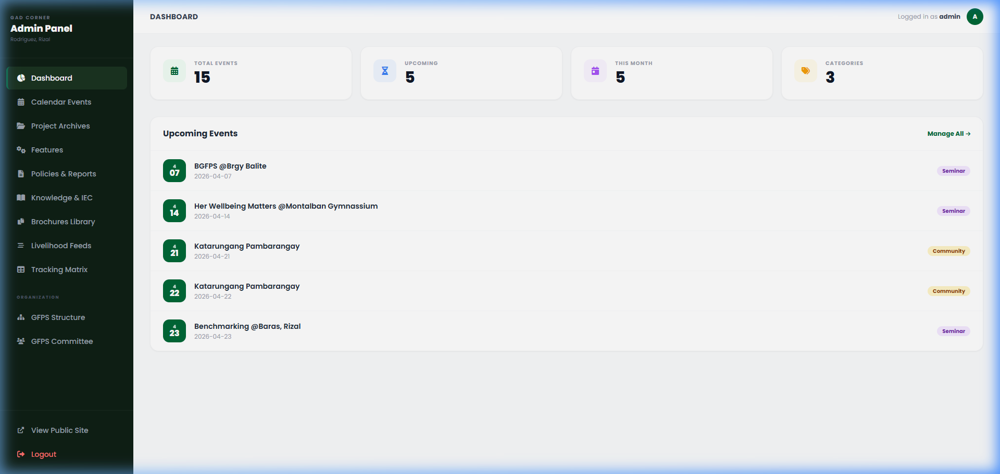 GAD CORNER
Admin Panel
Rodriguez, Rizal
Dashboard
Calendar Events
Project Archives
Features
Policies & Reports
Knowledge & IEC
Brochures Library
Livelihood Feeds
Tracking Matrix
ORGANIZATION
GFPS Structure
GFPS Committee
View Public Site
Logout
DASHBOARD
Logged in as admin
A
TOTAL EVENTS
15
UPCOMING
5
THIS MONTH
5
CATEGORIES
3
Upcoming Events
Manage All →
4
07
BGFPS @Brgy Balite
2026-04-07
Seminar
4
14
Her Wellbeing Matters @Montalban Gymnassium
2026-04-14
Seminar
4
21
Katarungang Pambarangay
2026-04-21
Community
4
22
Katarungang Pambarangay
2026-04-22
Community
4
23
Benchmarking @Baras, Rizal
2026-04-23
Seminar